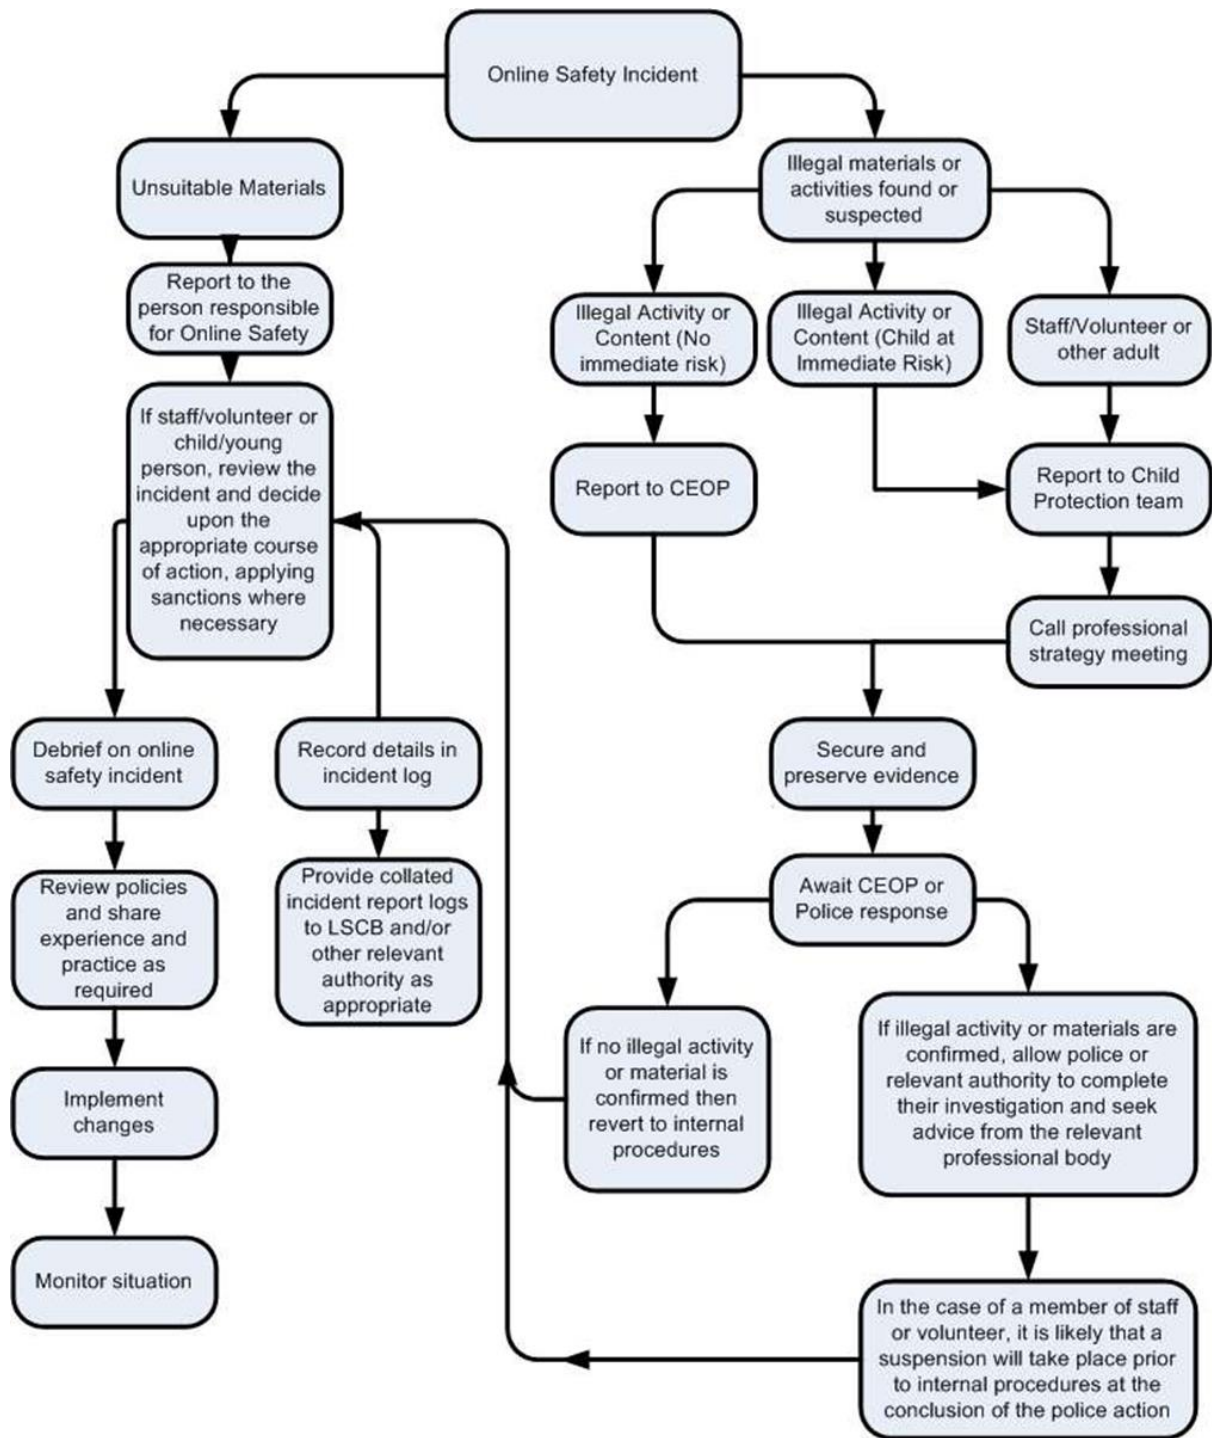 Online Safety Incident
Unsuitable Materials
Report to the
person responsible
for Online Safety
If staff/volunteer or
child/young
person, review the
incident and decide
upon the
appropriate course
of action, applying
sanctions where
necessary
Debrief on online
safety incident
Review policies
and share
experience and
practice as
required
Implement
changes
Monitor situation
Record details in
incident log
Provide collated
incident report logs
to LSCB and/or
other relevant
authority as
appropriate
Illegal materials or
activities found or
suspected
Illegal Activity or
Content (No
immediate risk)
Illegal Activity or
Content (Child at
Immediate Risk)
Staff/Volunteer or
other adult
Report to CEOP
Report to Child
Protection team
Call professional
strategy meeting
Secure and
preserve evidence
Await CEOP or
Police response
If no illegal activity
or material is
confirmed then
revert to internal
procedures
If illegal activity or materials are
confirmed, allow police or
relevant authority to complete
their investigation and seek
advice from the relevant
professional body
In the case of a member of staff
or volunteer, it is likely that a
suspension will take place prior
to internal procedures at the
conclusion of the police action